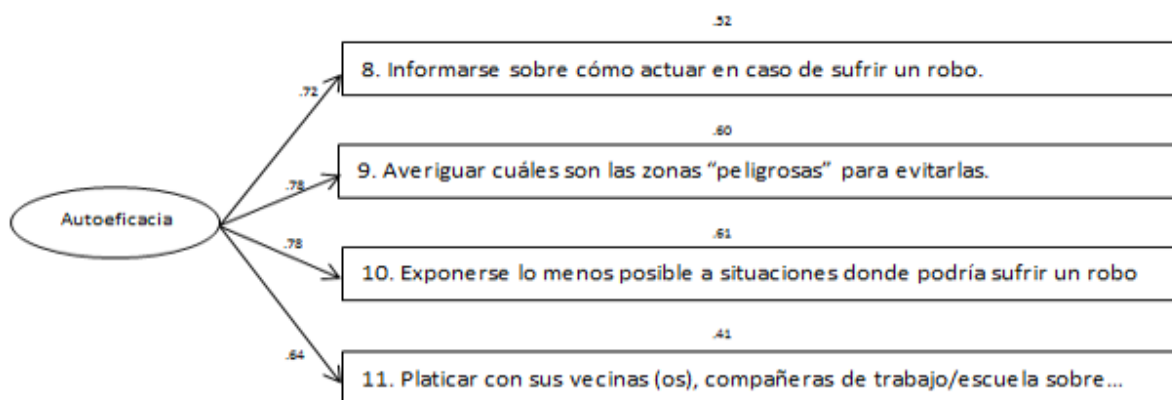 .52
8. Informarse sobre cómo actuar en caso de sufrir un robo.
.72
.60
9. Averiguar cuáles son las zonas “peligrosas” para evitarlas.
.78
Autoeficacia
.61
.78
10. Exponerse lo menos posible a situaciones donde podría sufrir un robo
.41
.64
11. Platicar con sus vecinas (os), compañeras de trabajo/escuela sobre...